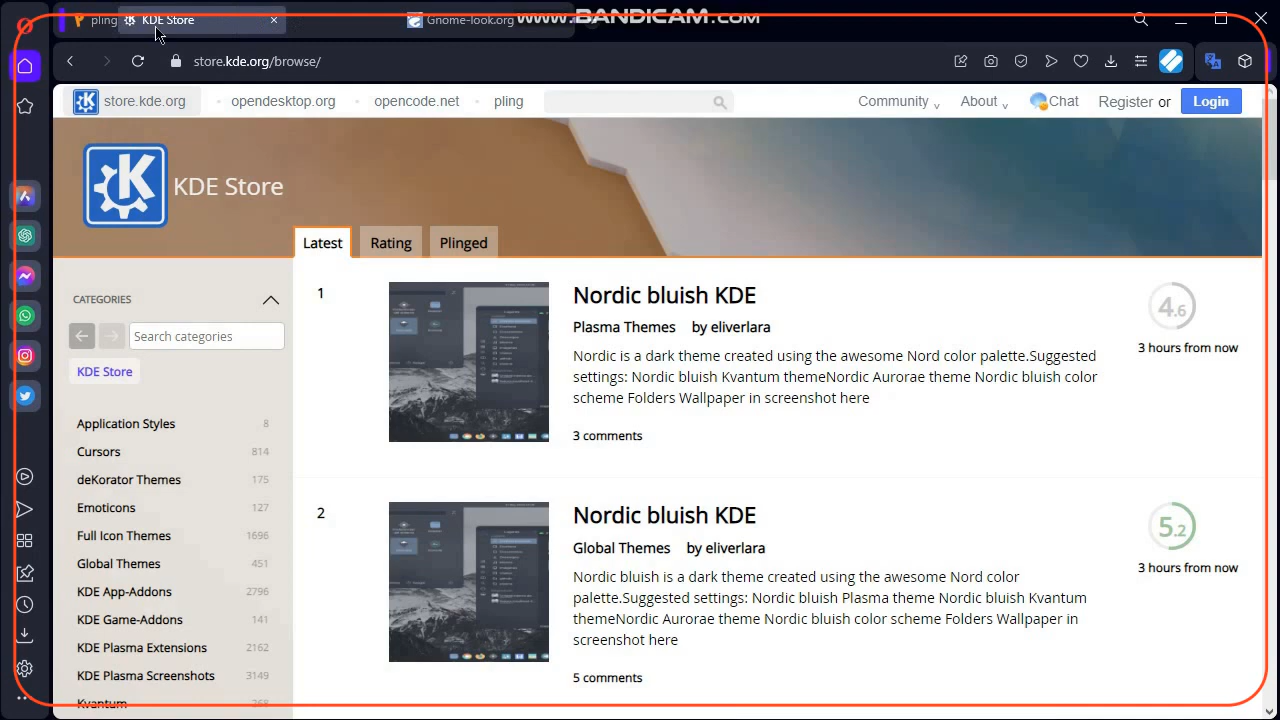 pling
KDE Store
Gnome-look.org
WWW.BANDICAM.COM
store.kde.org/browse/
store.kde.org
opendesktop.org
opencode.net
pling
Community
About
Chat
Register or
Login
KDE Store
Latest
Rating
Plinged
CATEGORIES
Search categories
KDE Store
Application Styles 8
Cursors 814
deKorator Themes 175
Emoticons 127
Full Icon Themes 1696
Global Themes 451
KDE App-Addons 2796
KDE Game-Addons 141
KDE Plasma Extensions 2162
KDE Plasma Screenshots 3149
Kvantum 268
1
Nordic bluish KDE
Plasma Themes by eliverlara
Nordic is a dark theme created using the awesome Nord color palette.Suggested
settings: Nordic bluish Kvantum themeNordic Aurorae theme Nordic bluish color
scheme Folders Wallpaper in screenshot here
3 comments
4.6
3 hours from now
2
Nordic bluish KDE
Global Themes by eliverlara
Nordic bluish is a dark theme created using the awesome Nord color
palette.Suggested settings: Nordic bluish Plasma theme Nordic bluish Kvantum
themeNordic Aurorae theme Nordic bluish color scheme Folders Wallpaper in
screenshot here
5 comments
5.2
3 hours from now